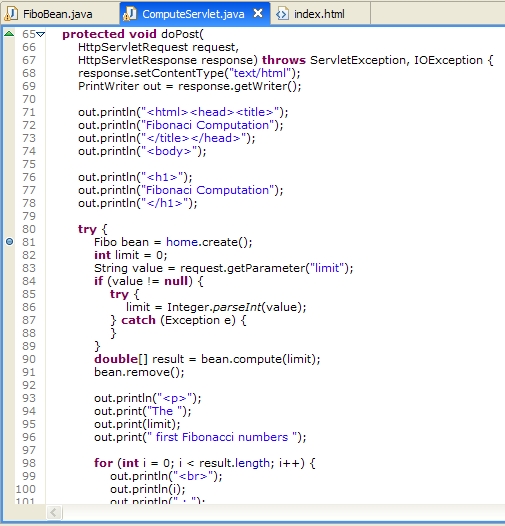 FiboBean.java ComputeServlet.java index.html
65 protected void doPost(
66 HttpServletRequest request,
67 HttpServletResponse response) throws ServletException, IOException {
68 response.setContentType("text/html");
69 PrintWriter out = response.getWriter();
70
71 out.println("<html><head><title>");
72 out.println("Fibonaci Computation");
73 out.println("</title></head>");
74 out.println("<body>");
75
76 out.println("<h1>");
77 out.println("Fibonaci Computation");
78 out.println("</h1>");
79
80 try {
81 Fibo bean = home.create();
82 int limit = 0;
83 String value = request.getParameter("limit");
84 if (value != null) {
85 try {
86 limit = Integer.parseInt(value);
87 } catch (Exception e) {
88 }
89 }
90 double[] result = bean.compute(limit);
91 bean.remove();
92
93 out.println("<p>");
94 out.print("The ");
95 out.print(limit);
96 out.print(" first Fibonacci numbers ");
97
98 for (int i = 0; i < result.length; i++) {
99 out.println("<br>");
100 out.println(i);
101 out.println(" : ");